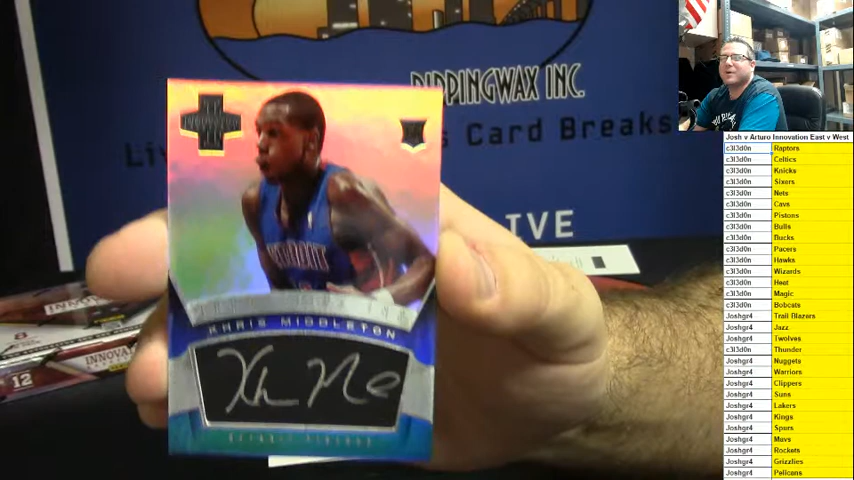 RIPPINGWAX INC.
s Card Breaks
IVE
KHRIS MIDDLETON
DETROIT PISTONS
12
Josh v Arturo Innovation East v West
c3l3d0n Raptors
c3l3d0n Celtics
c3l3d0n Knicks
c3l3d0n Sixers
c3l3d0n Nets
c3l3d0n Cavs
c3l3d0n Pistons
c3l3d0n Bulls
c3l3d0n Bucks
c3l3d0n Pacers
c3l3d0n Hawks
c3l3d0n Wizards
c3l3d0n Heat
c3l3d0n Magic
c3l3d0n Bobcats
Joshgr4 Trail Blazers
Joshgr4 Jazz
Joshgr4 Twolves
c3l3d0n Thunder
Joshgr4 Nuggets
Joshgr4 Warriors
Joshgr4 Clippers
Joshgr4 Suns
Joshgr4 Lakers
Joshgr4 Kings
Joshgr4 Spurs
Joshgr4 Mavs
Joshgr4 Rockets
Joshgr4 Grizzlies
Joshgr4 Pelicans